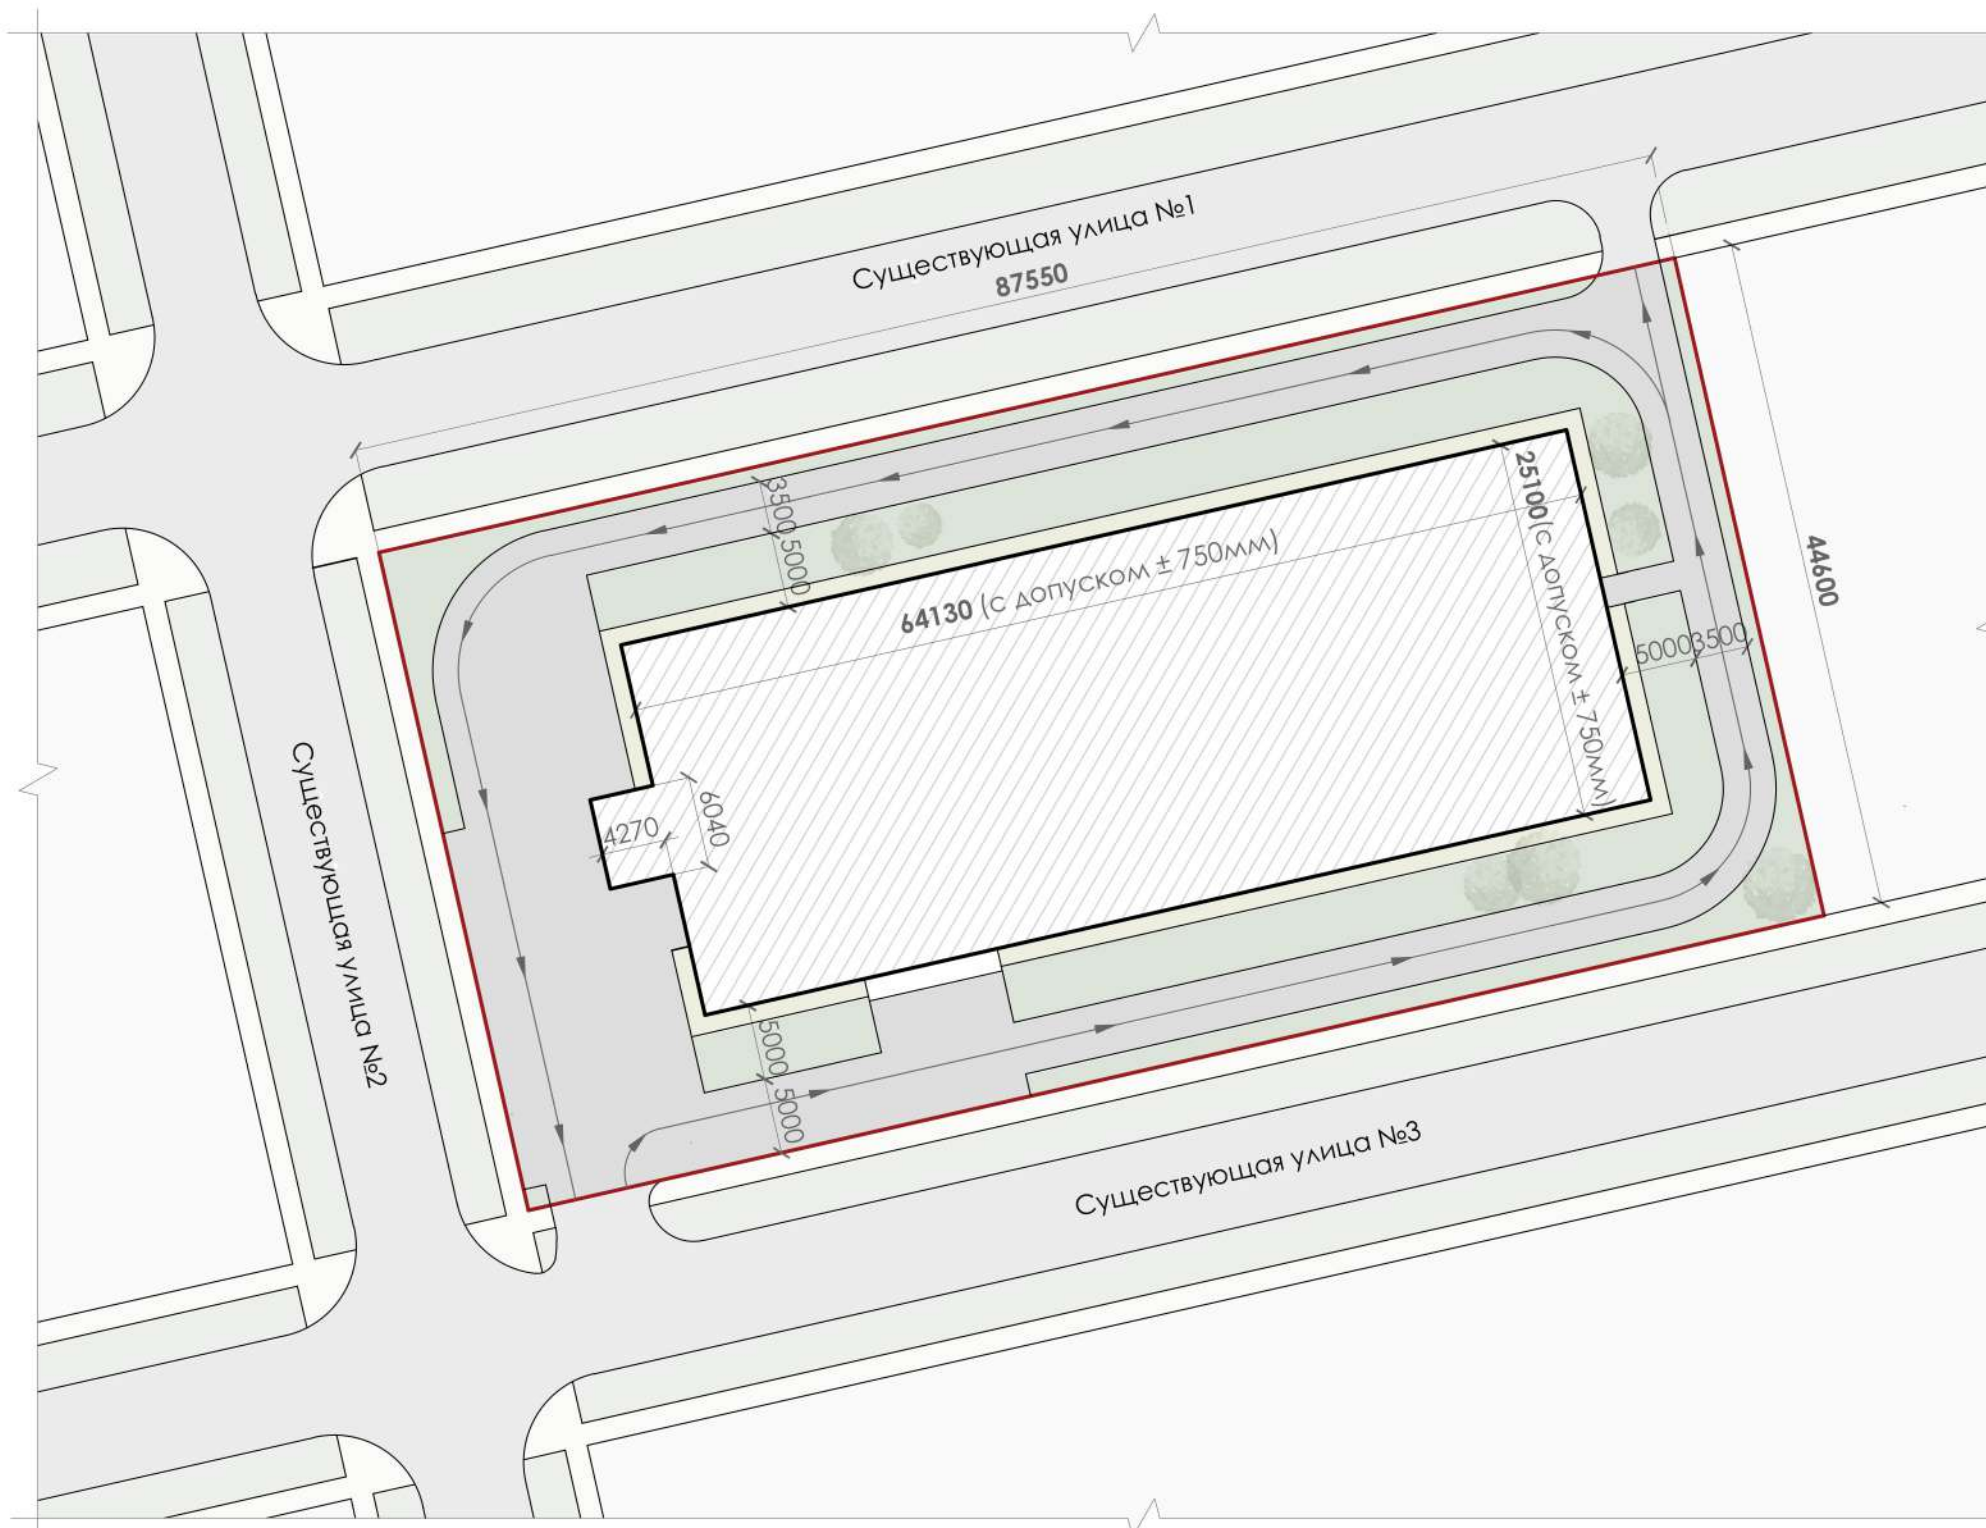 Существующая улица №1
87550
3500
5000
25100(с допуском ± 750мм)
64130 (с допуском ± 750мм)
44600
5000
3500
Существующая улица №2
6040
4270
5000
5000
Существующая улица №3